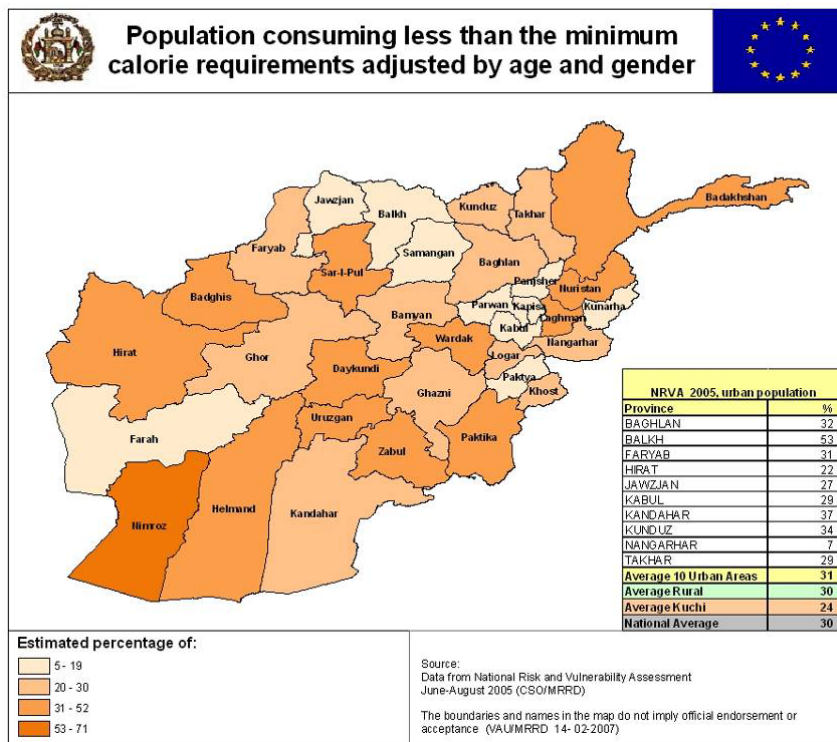 Population consuming less than the minimum
calorie requirements adjusted by age and gender
Jawzjan
Balkh
Kunduz
Takhar
Badakhshan
Faryab
Samangan
Sar-I-Pul
Baghlan
Badghis
Panjsher
Nuristan
Parwan
Kapisa
Kunarha
Bamyan
Kabul
Laghman
Hirat
Ghor
Wardak
Nangarhar
Logar
Daykundi
Paktya
Ghazni
Khost
Farah
Uruzgan
Zabul
Paktika
Nimroz
Helmand
Kandahar
NRVA 2005, urban population
Province %
BAGHLAN 32
BALKH 53
FARYAB 31
HIRAT 22
JAWZJAN 27
KABUL 29
KANDAHAR 37
KUNDUZ 34
NANGARHAR 7
TAKHAR 29
Average 10 Urban Areas 31
Average Rural 30
Average Kuchi 24
National Average 30
Estimated percentage of:
5 - 19
20 - 30
31 - 52
53 - 71
Source:
Data from National Risk and Vulnerability Assessment
June-August 2005 (CSO/MRRD)
The boundaries and names in the map do not imply official endorsement or
acceptance (VAU/MRRD 14- 02-2007)